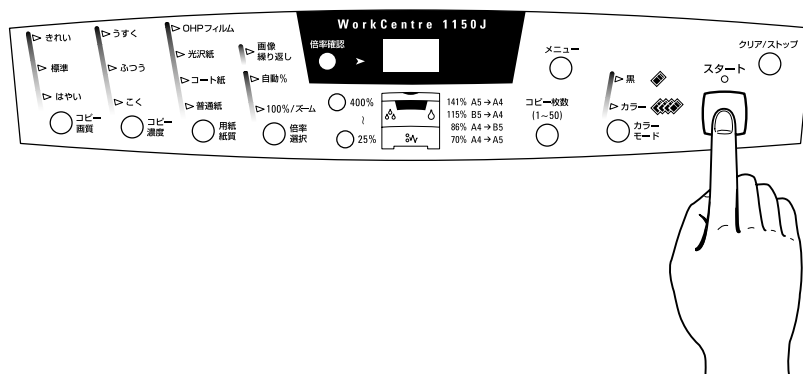 WorkCentre 1150J
きれい
標準
はやい
コピー
画質
うすく
ふつう
こく
コピー
濃度
OHPフィルム
光沢紙
コート紙
普通紙
用紙
紙質
画像
繰り返し
自動%
100%/ズーム
倍率
選択
倍率確認
400%
~
25%
141% A5→A4
115% B5→A4
86% A4→B5
70% A4→A5
メニュー
コピー枚数
(1~50)
黒
カラー
カラー
モード
スタート
クリア/ストップ